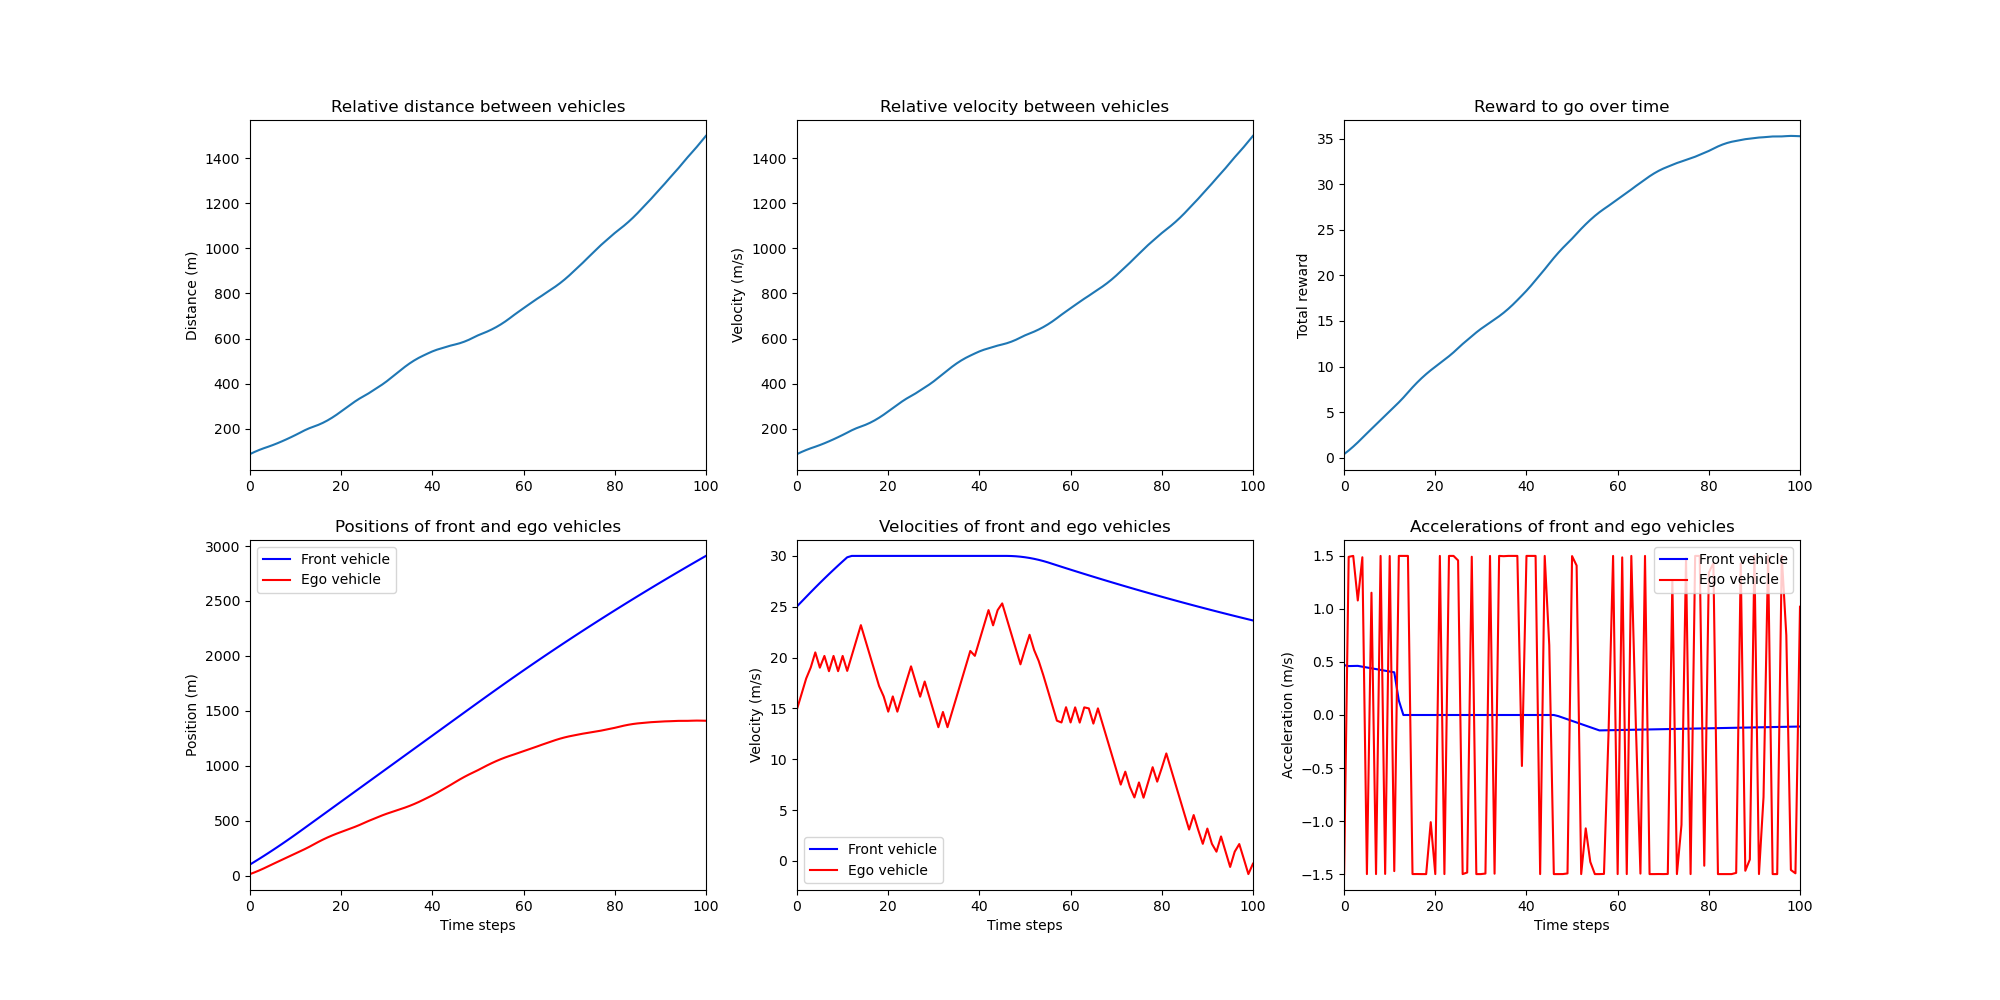 Relative distance between vehicles
Distance (m)
1400
1200
1000
800
600
400
200
0 20 40 60 80 100
Relative velocity between vehicles
Velocity (m/s)
1400
1200
1000
800
600
400
200
0 20 40 60 80 100
Reward to go over time
Total reward
35
30
25
20
15
10
5
0
0 20 40 60 80 100
Positions of front and ego vehicles
Position (m)
3000
2500
2000
1500
1000
500
0
Front vehicle
Ego vehicle
0 20 40 60 80 100
Time steps
Velocities of front and ego vehicles
Velocity (m/s)
30
25
20
15
10
5
0
Front vehicle
Ego vehicle
0 20 40 60 80 100
Time steps
Accelerations of front and ego vehicles
Acceleration (m/s)
1.5
1.0
0.5
0.0
−0.5
−1.0
−1.5
Front vehicle
Ego vehicle
0 20 40 60 80 100
Time steps